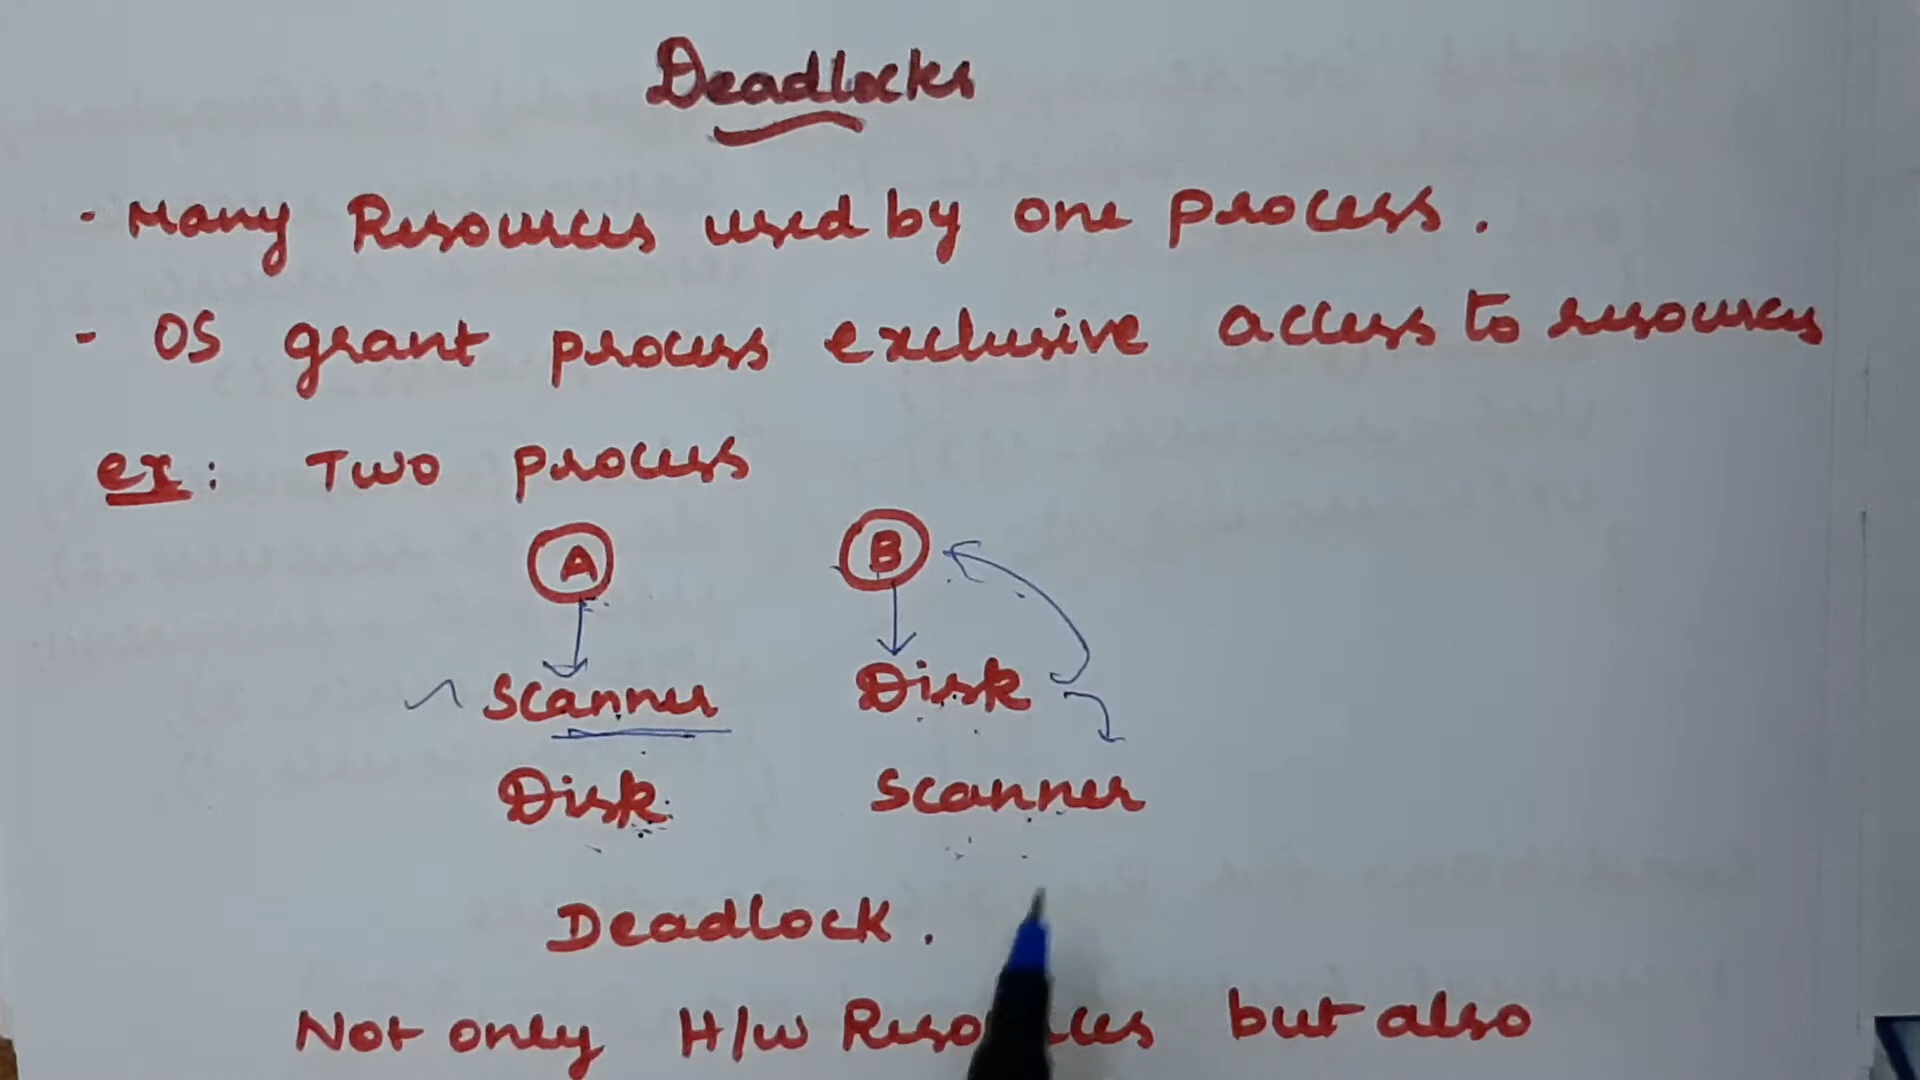 Deadlocks
· Many Resources used by one process.
- OS grant process exclusive access to resources
ex: Two process
A B
Scanner Disk
Disk Scanner
Deadlock.
Not only H/w Resources but also